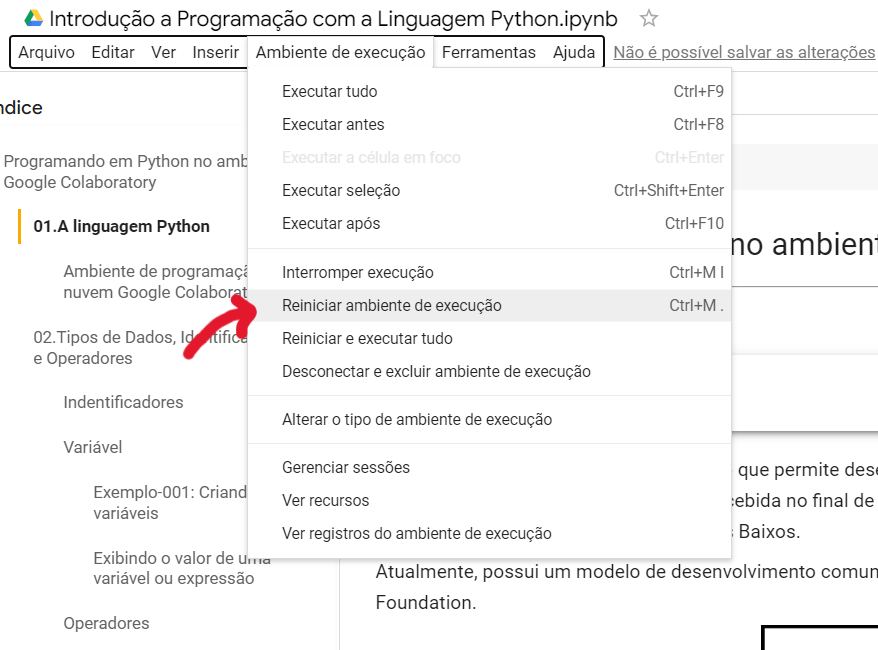 Introdução a Programação com a Linguagem Python.ipynb
Arquivo Editar Ver Inserir Ambiente de execução Ferramentas Ajuda Não é possível salvar as alterações
ndice
Programando em Python no amb
Google Colaboratory
01.A linguagem Python
Ambiente de programaçã
nuvem Google Colaborat
02.Tipos de Dados, Identifica
e Operadores
Indentificadores
Variável
Exemplo-001: Criand
variáveis
Exibindo o valor de uma
variável ou expressão
Operadores
Executar tudo Ctrl+F9
Executar antes Ctrl+F8
Executar a célula em foco Ctrl+Enter
Executar seleção Ctrl+Shift+Enter
Executar após Ctrl+F10
Interromper execução Ctrl+M I
Reiniciar ambiente de execução Ctrl+M .
Reiniciar e executar tudo
Desconectar e excluir ambiente de execução
Alterar o tipo de ambiente de execução
Gerenciar sessões
Ver recursos
Ver registros do ambiente de execução
no ambient
que permite dese
cebida no final de
s Baixos.
Atualmente, possui um modelo de desenvolvimento comun
Foundation.